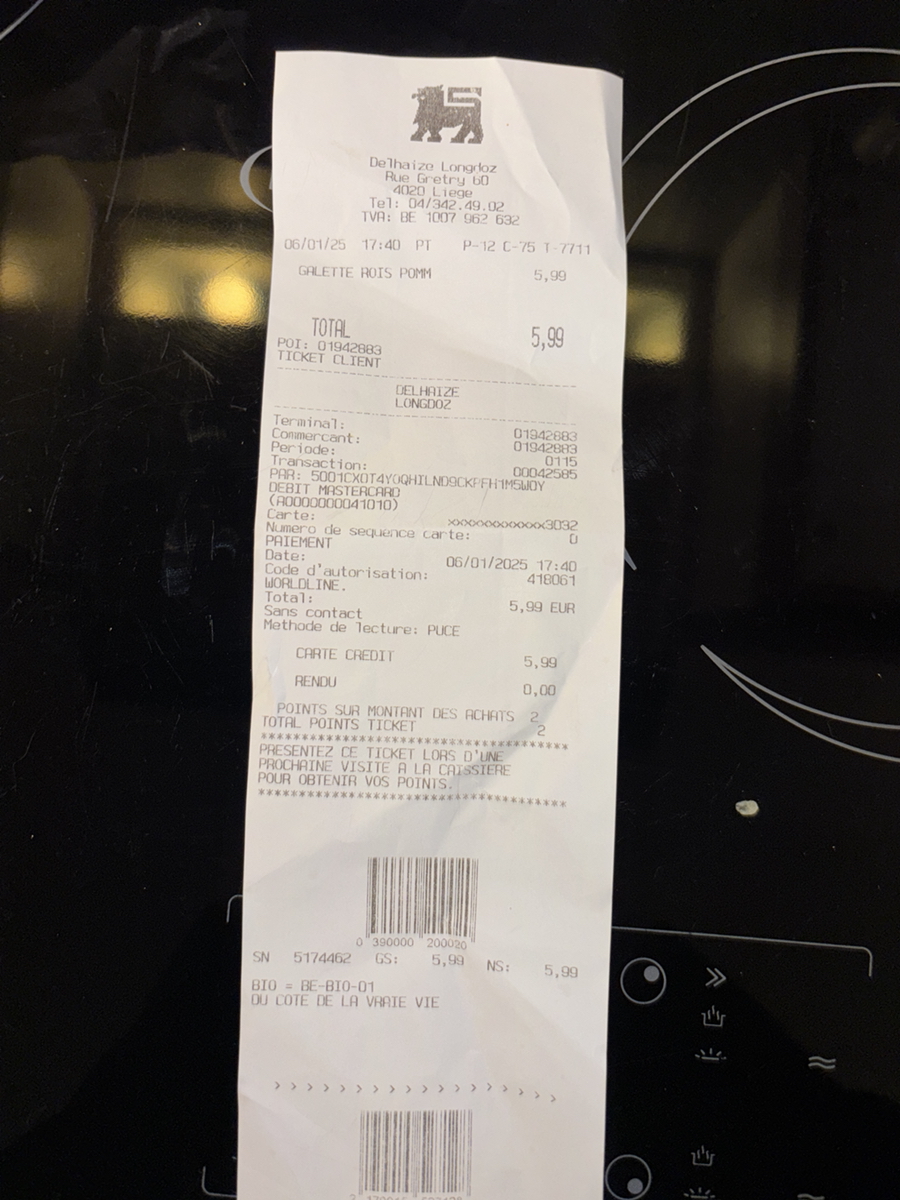 Delhaize Longdoz
Rue Gretry 60
4020 Liege
Tel: 04/342.49.02
TVA: BE 1007 962 632
06/01/25 17:40 PT P-12 C-75 T-7711
GALETTE ROIS POMM 5,99
TOTAL 5,99
POI: 01942883
TICKET CLIENT
DELHAIZE
LONGDOZ
Terminal: 01942883
Commercant: 01942883
Periode: 0115
Transaction: 00042585
PAR: 5001CXOT4YOQHILND9CKPFH1M5WOY
DEBIT MASTERCARD
(A0000000041010)
Carte: xxxxxxxxxxxxx3032
Numero de sequence carte: 0
PAIEMENT
Date: 06/01/2025 17:40
Code d'autorisation: 418061
WORLDLINE.
Total: 5,99 EUR
Sans contact
Methode de lecture: PUCE
CARTE CREDIT 5,99
RENDU 0,00
POINTS SUR MONTANT DES ACHATS 2
TOTAL POINTS TICKET 2
***************************************
PRESENTEZ CE TICKET LORS D'UNE
PROCHAINE VISITE A LA CAISSIERE
POUR OBTENIR VOS POINTS.
***************************************
0 390000 200020
SN 5174462 GS: 5,99 NS: 5,99
BIO = BE-BIO-01
DU COTE DE LA VRAIE VIE
> > > > > > > > > > > > > > > > > >